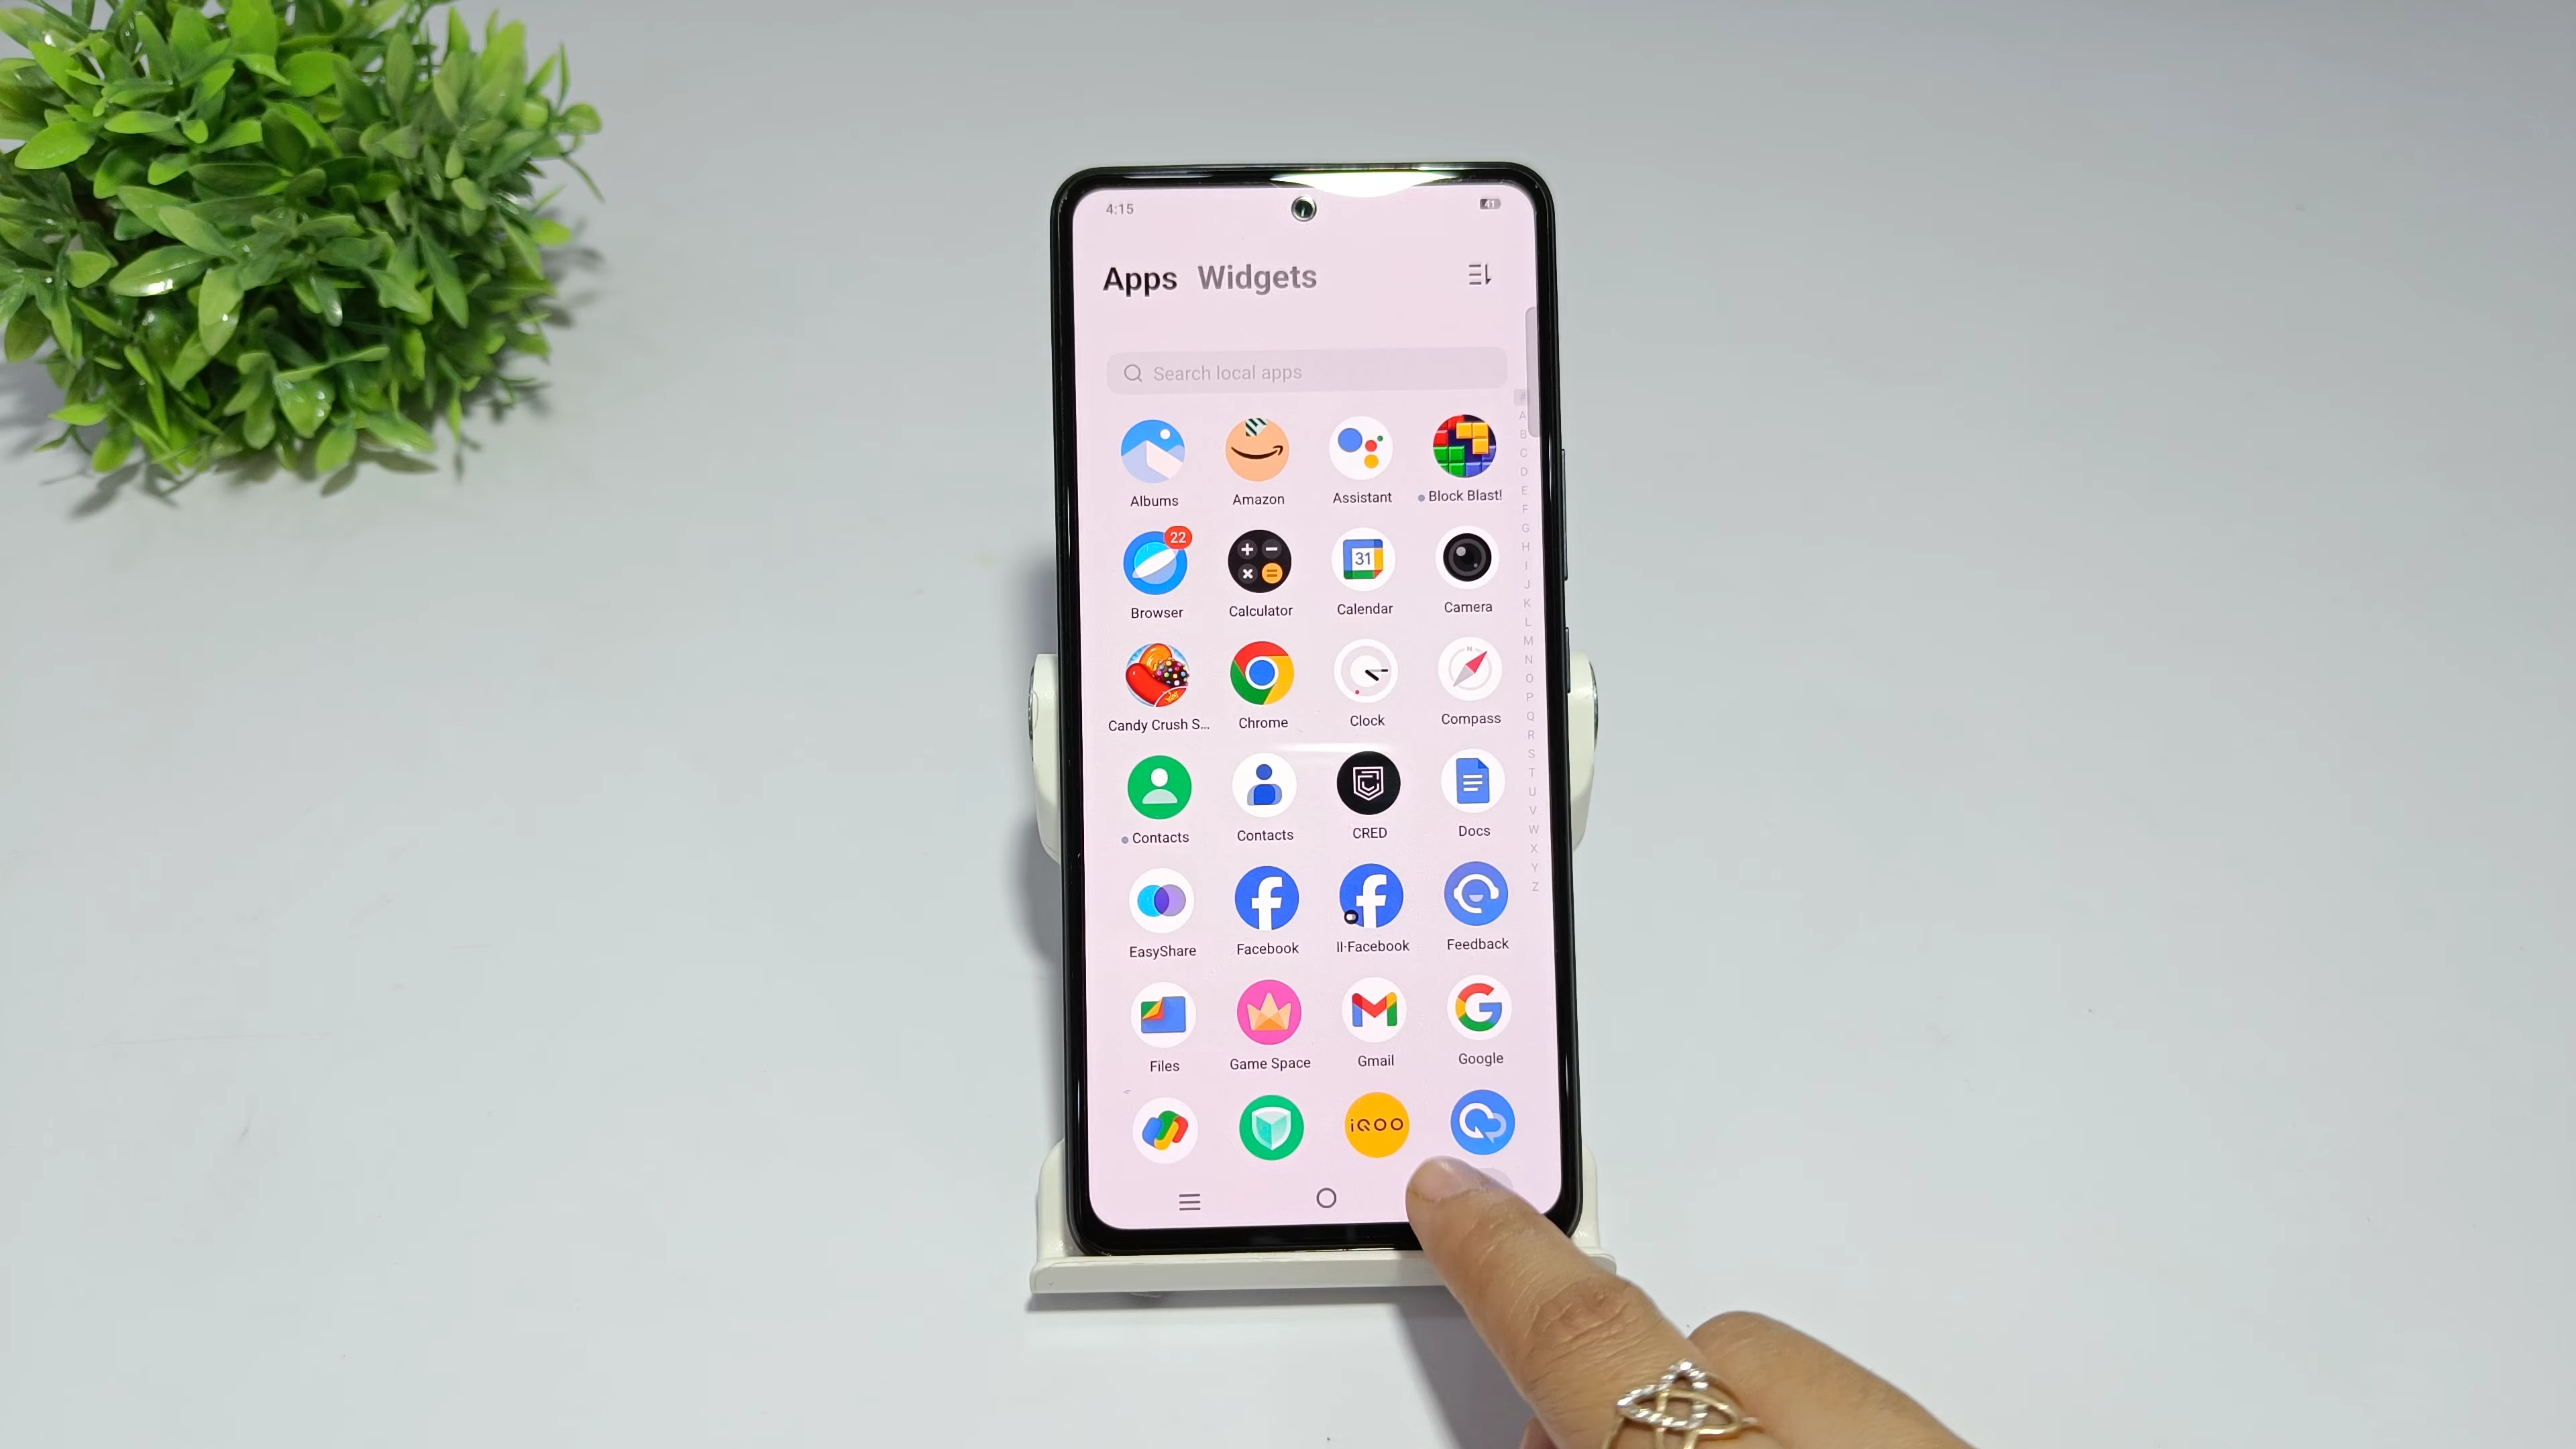 4:15
41
Apps Widgets
Search local apps
Albums Amazon Assistant Block Blast!
22
31
Browser Calculator Calendar Camera
N
Candy Crush S... Chrome Clock Compass
Contacts Contacts CRED Docs
EasyShare Facebook II·Facebook Feedback
Files Game Space Gmail Google
iQOO
#
A
B
C
D
E
F
G
H
I
J
K
L
M
N
O
P
Q
R
S
T
U
V
W
X
Y
Z